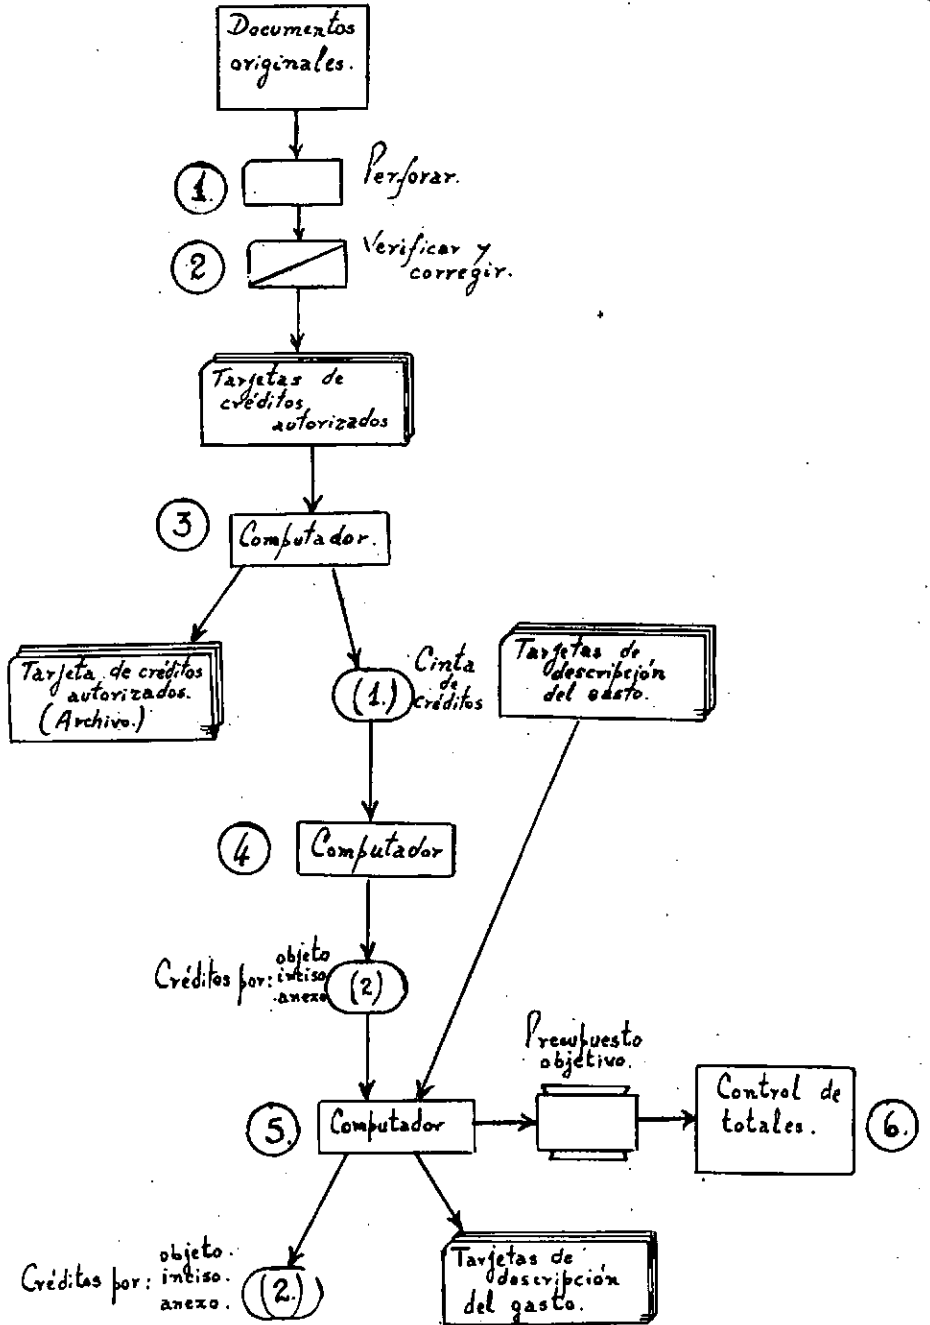 Documentos
originales.
1.
Perforar.
2
Verificar y
corregir.
Tarjetas de
créditos
autorizados
3
Computador.
Tarjeta de créditos
autorizados.
(Archivo.)
(1.)
Cinta
de
créditos
Tarjetas de
descripción
del gasto.
4
Computador
Créditos por: objeto
inciso
anexo
(2)
Presupuesto
objetivo.
5.
Computador
Control de
totales.
6.
Créditos por: objeto.
inciso.
anexo.
(2.)
Tarjetas de
descripción
del gasto.